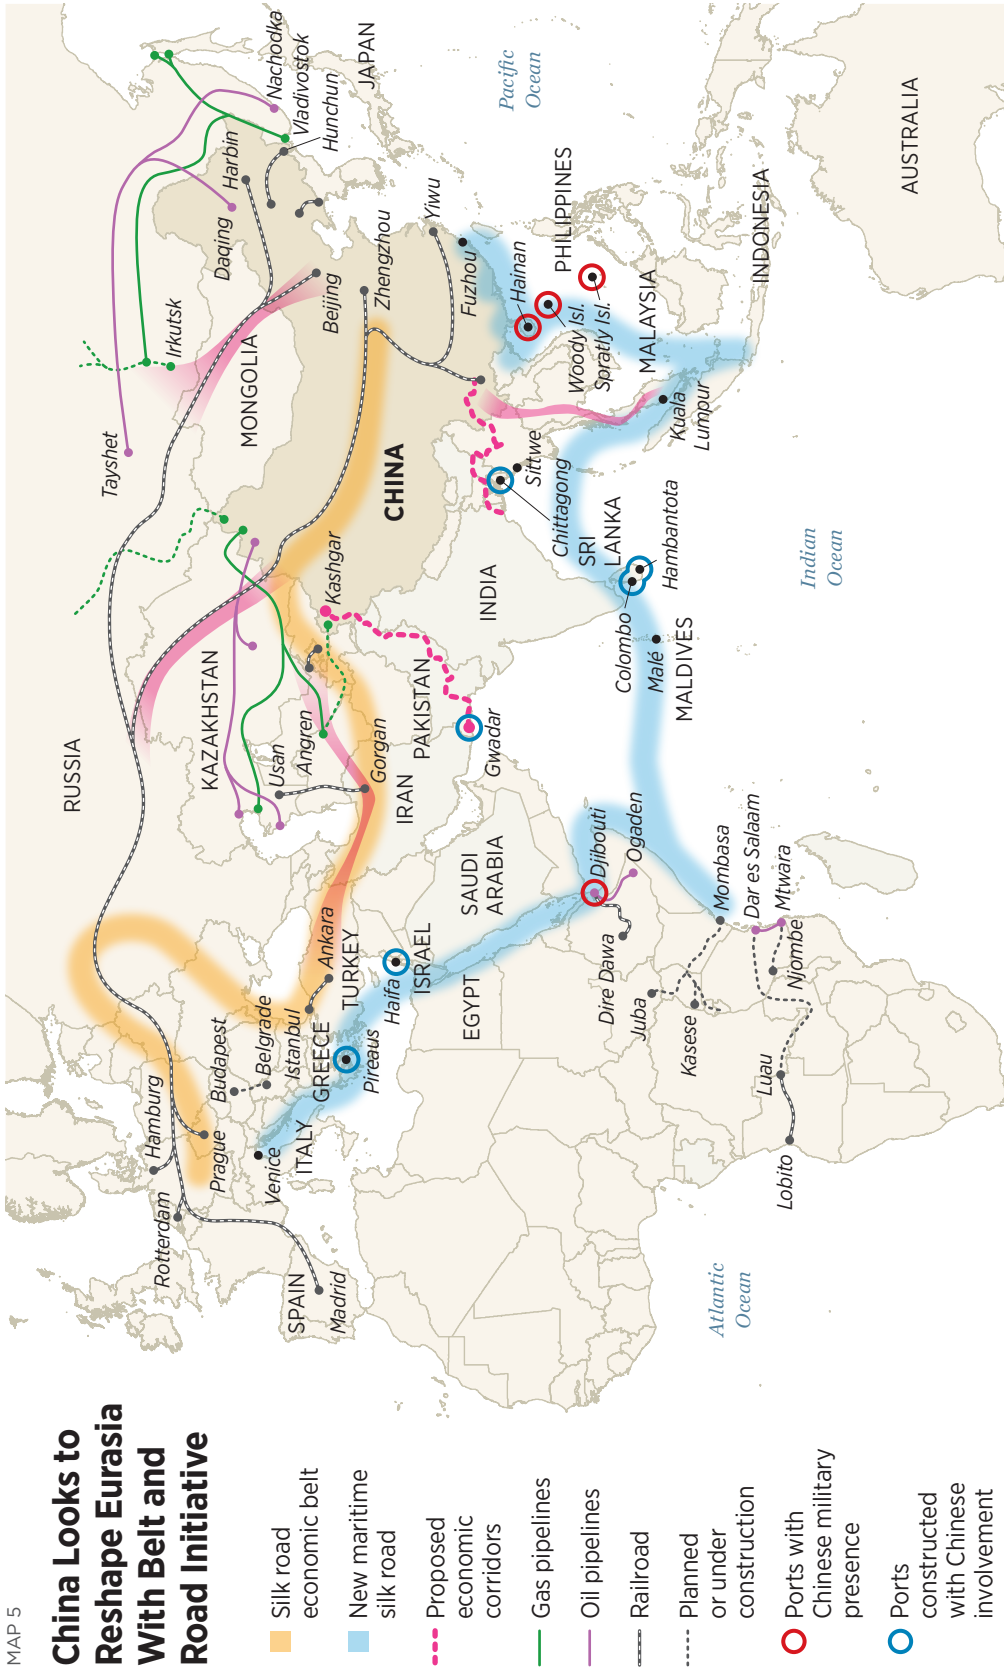 MAP 5
China Looks to
Reshape Eurasia
With Belt and
Road Initiative
Silk road
economic belt
New maritime
silk road
Proposed
economic
corridors
Gas pipelines
Oil pipelines
Railroad
Planned
or under
construction
Ports with
Chinese military
presence
Ports
constructed
with Chinese
involvement
RUSSIA
Tayshet
Irkutsk
MONGOLIA
Daqing
Harbin
Nachodka
Vladivostok
Hunchun
JAPAN
Beijing
Zhengzhou
Yiwu
Fuzhou
CHINA
Kashgar
KAZAKHSTAN
Usan
Angren
Gorgan
IRAN
PAKISTAN
Gwadar
INDIA
Rotterdam
Hamburg
Prague
Budapest
Belgrade
Istanbul
Ankara
TURKEY
GREECE
Pireaus
Venice
ITALY
SPAIN
Madrid
Haifa
ISRAEL
EGYPT
SAUDI
ARABIA
Djibouti
Ogaden
Dire Dawa
Juba
Kasese
Mombasa
Dar es Salaam
Mtwara
Njombe
Luau
Lobito
Chittagong
Sittwe
SRI
LANKA
Colombo
Hambantota
Malé
MALDIVES
Hainan
Woody Isl.
Spratly Isl.
PHILIPPINES
MALAYSIA
Kuala
Lumpur
INDONESIA
AUSTRALIA
Pacific
Ocean
Indian
Ocean
Atlantic
Ocean